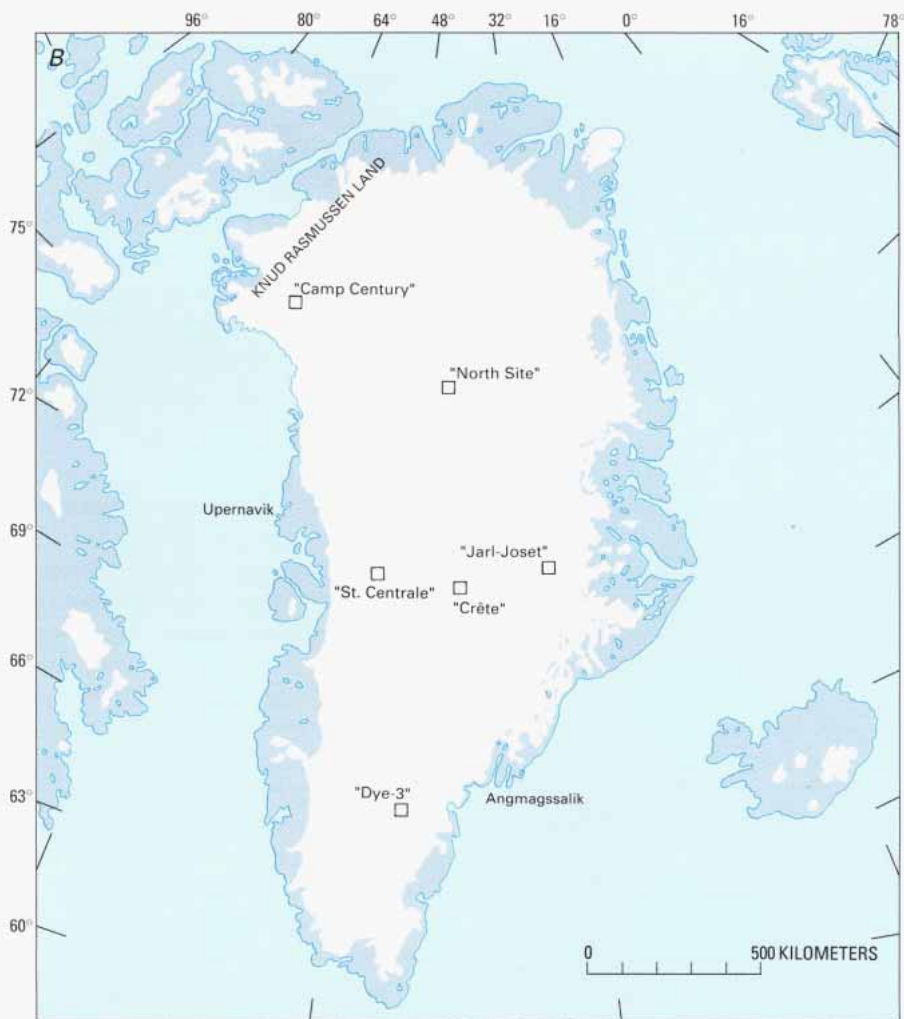 96° 80° 64° 48° 32° 16° 0° 16° 78°
B
KNUD RASMUSSEN LAND
75°
"Camp Century"
"North Site"
72°
Upernavik
69°
"Jarl-Joset"
"St. Centrale"
"Crête"
66°
"Dye-3"
63°
Angmagssalik
60°
0 500 KILOMETERS